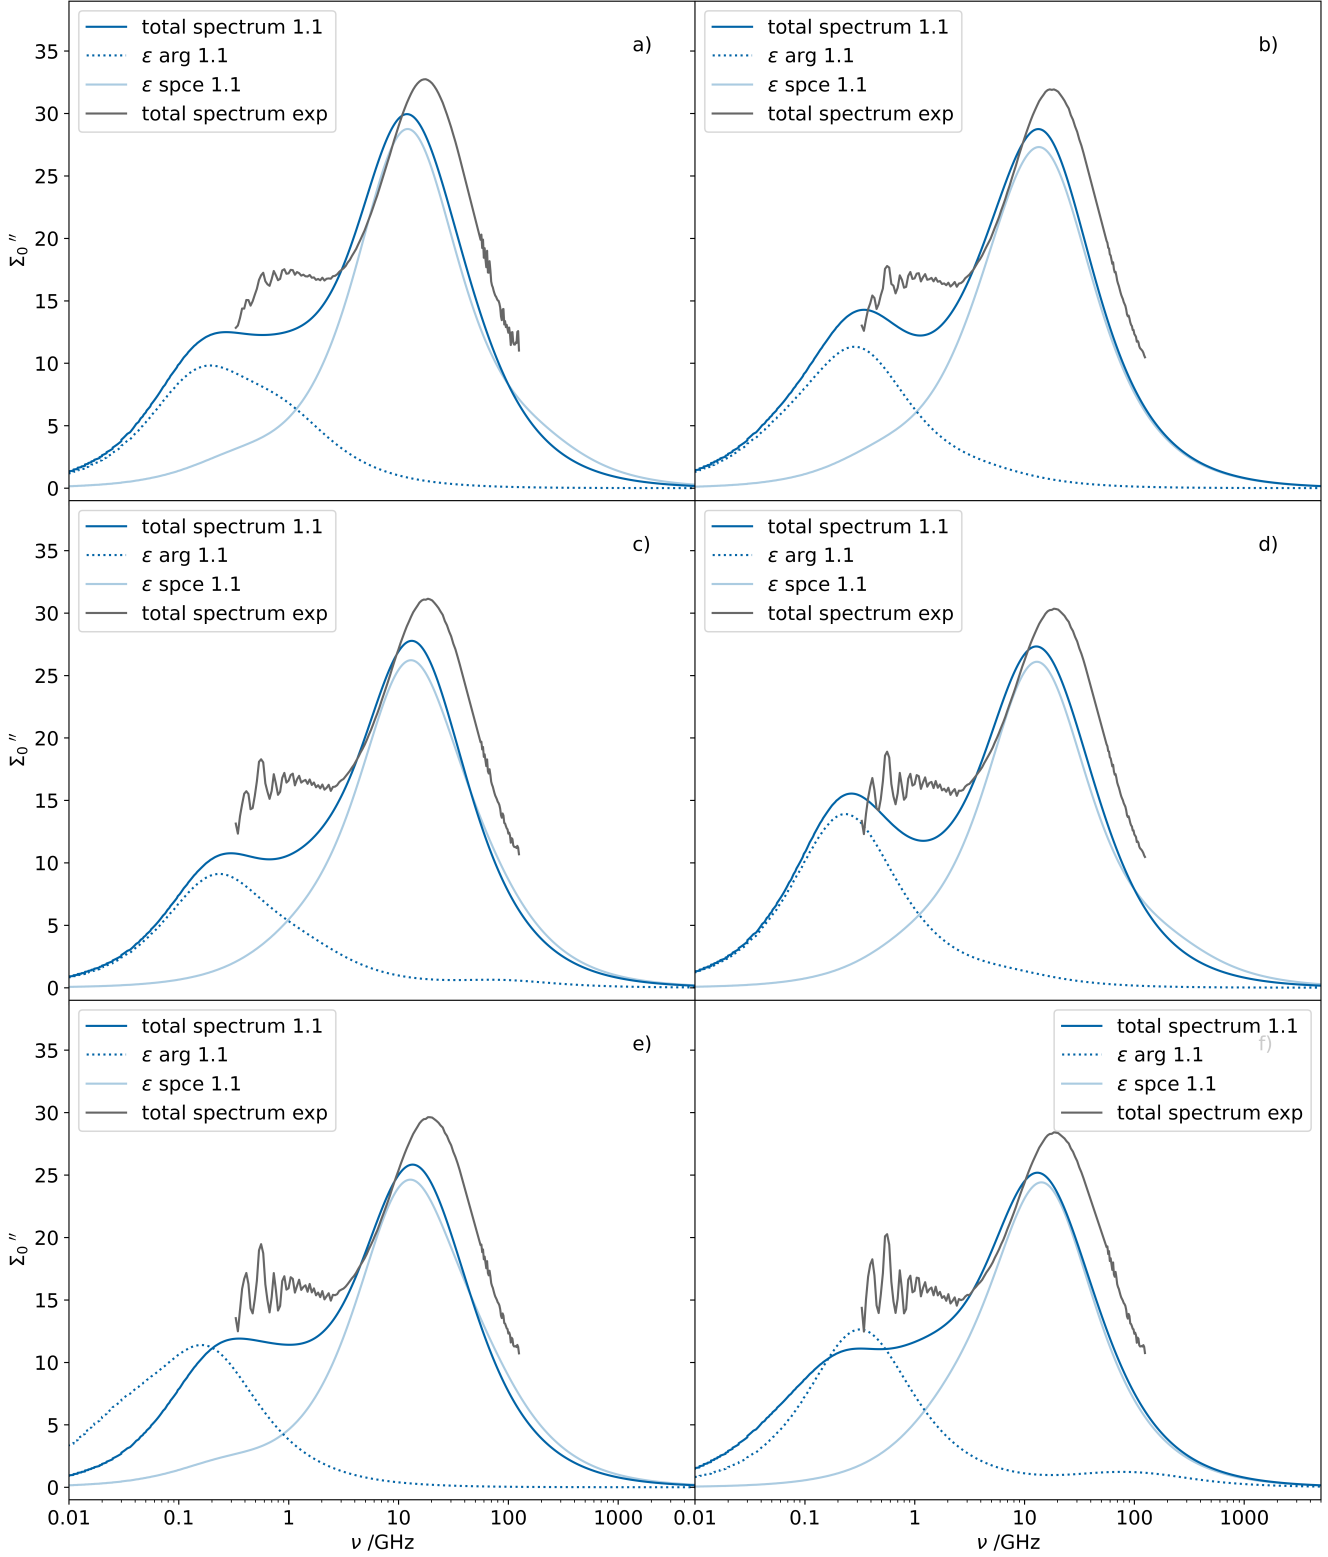 total spectrum 1.1
ε arg 1.1
ε spce 1.1
total spectrum exp
a)
35
30
25
20
15
10
5
0
Σ₀ ″
total spectrum 1.1
ε arg 1.1
ε spce 1.1
total spectrum exp
b)
total spectrum 1.1
ε arg 1.1
ε spce 1.1
total spectrum exp
c)
35
30
25
20
15
10
5
0
Σ₀ ″
total spectrum 1.1
ε arg 1.1
ε spce 1.1
total spectrum exp
d)
total spectrum 1.1
ε arg 1.1
ε spce 1.1
total spectrum exp
e)
35
30
25
20
15
10
5
0
Σ₀ ″
0.01 0.1 1 10 100 1000
ν /GHz
total spectrum 1.1
ε arg 1.1
ε spce 1.1
total spectrum exp
f)
0.01 0.1 1 10 100 1000
ν /GHz